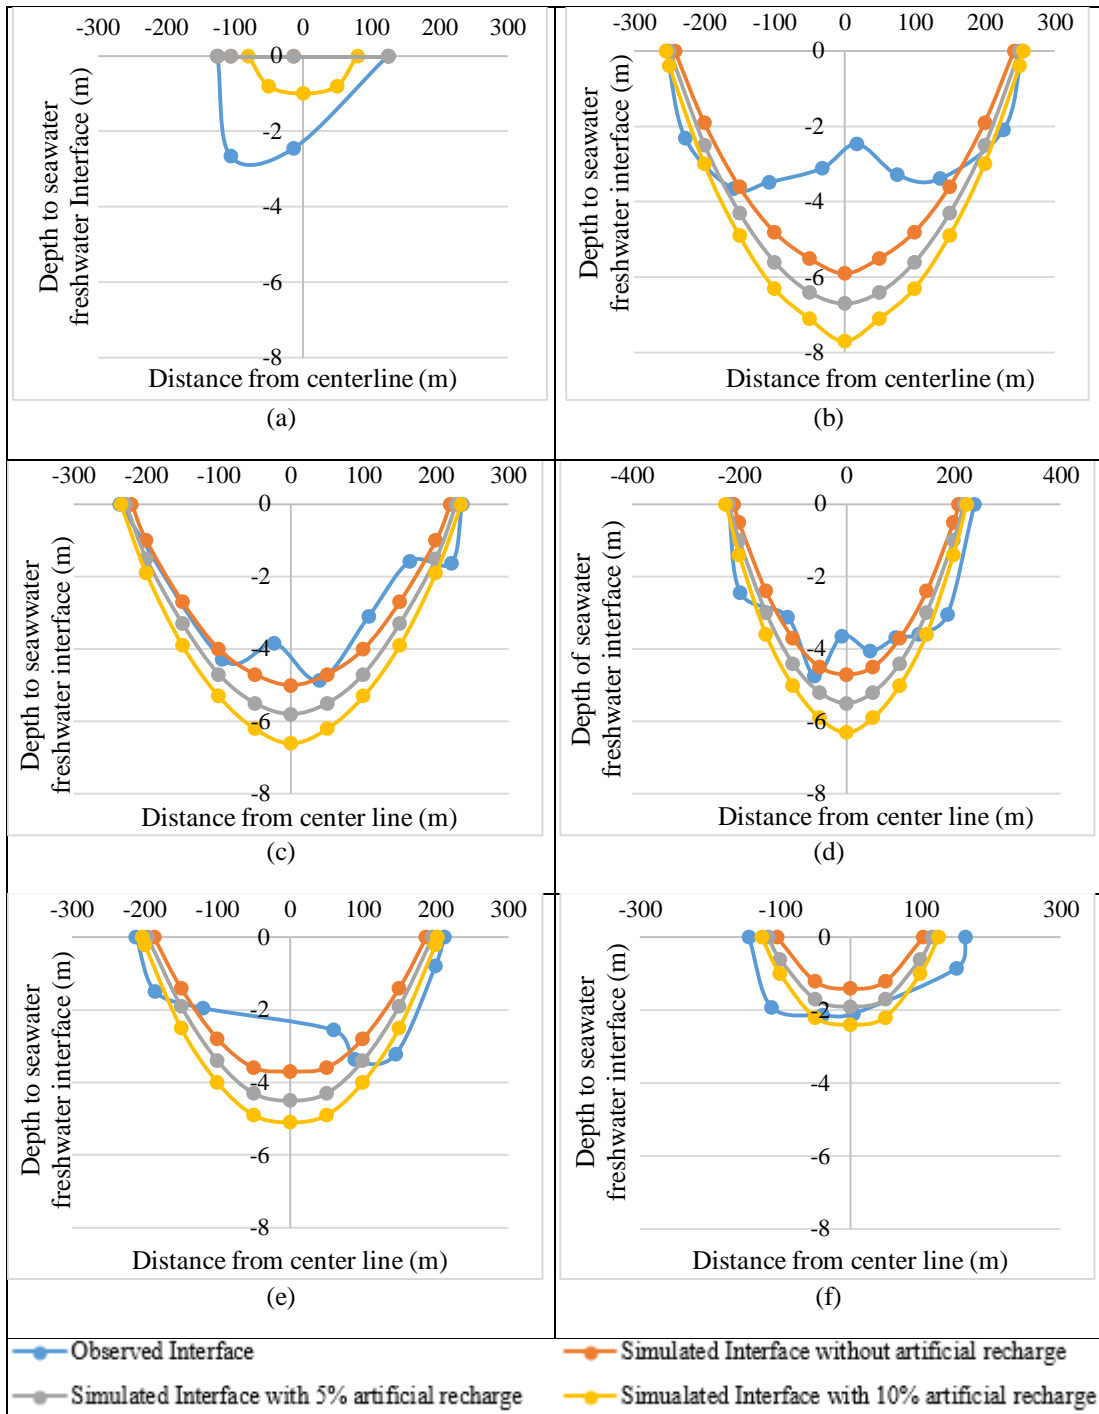 -300 -200 -100 0 100 200 300
0
-2
-4
-6
-8
Depth to seawater
freshwater Interface (m)
Distance from centerline (m)
(a)
-300 -200 -100 0 100 200 300
0
-2
-4
-6
-8
Depth to seawater
freshwater interface (m)
Distance from centerline (m)
(b)
-300 -200 -100 0 100 200 300
0
-2
-4
-6
-8
Depth to seawwater
freshwater interface (m)
Distance from center line (m)
(c)
-400 -200 0 200 400
0
-2
-4
-6
-8
Depth of seawater
freshwater interface (m)
Distance from center line (m)
(d)
-300 -200 -100 0 100 200 300
0
-2
-4
-6
-8
Depth to seawater
freshwater interface (m)
Distance from center line (m)
(e)
-300 -100 100 300
0
-2
-4
-6
-8
Depth to seawater
freshwater interface (m)
Distance from center line (m)
(f)
Observed Interface
Simulated Interface without artificial recharge
Simulated Interface with 5% artificial recharge
Simualated Interface with 10% artificial recharge